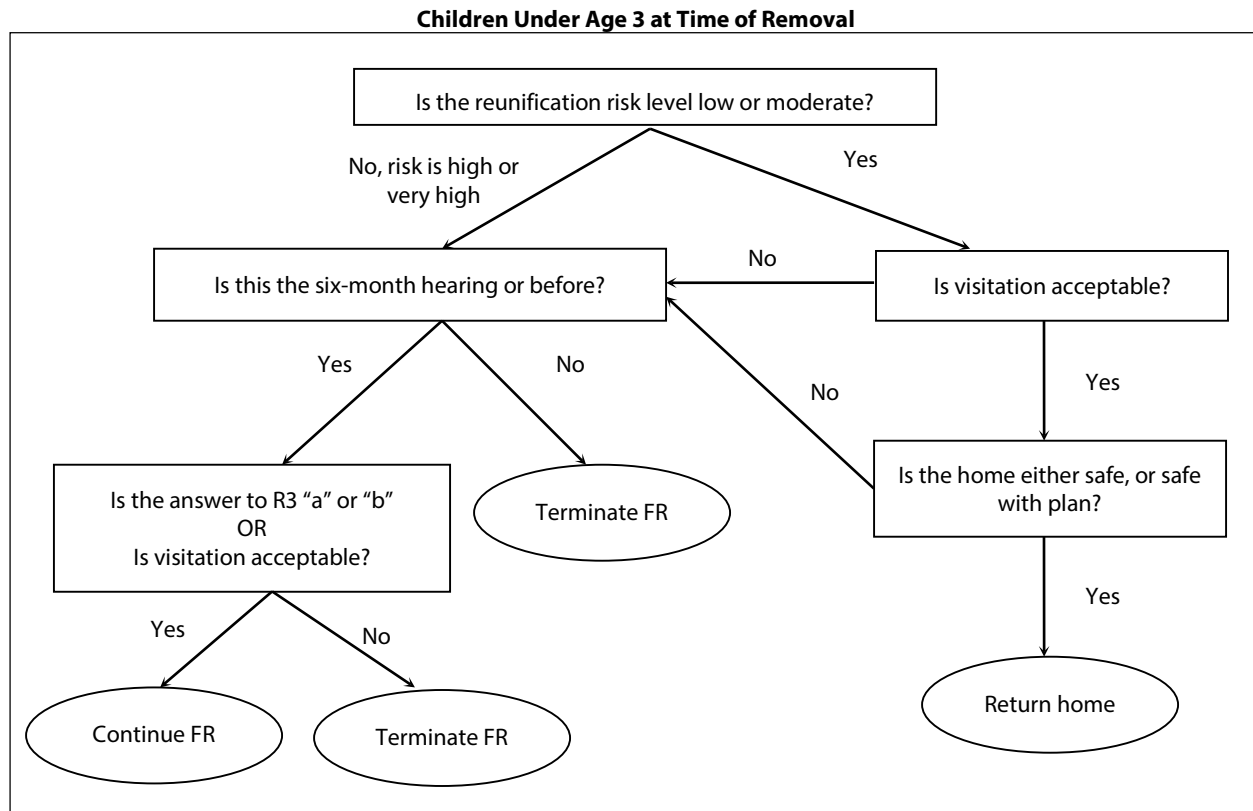 Children Under Age 3 at Time of Removal
Is the reunification risk level low or moderate?
No, risk is high or
very high
Yes
Is this the six-month hearing or before?
No
Is visitation acceptable?
Yes
No
No
Yes
Is the answer to R3 “a” or “b”
OR
Is visitation acceptable?
Terminate FR
Is the home either safe, or safe
with plan?
Yes
No
Yes
Continue FR
Terminate FR
Return home